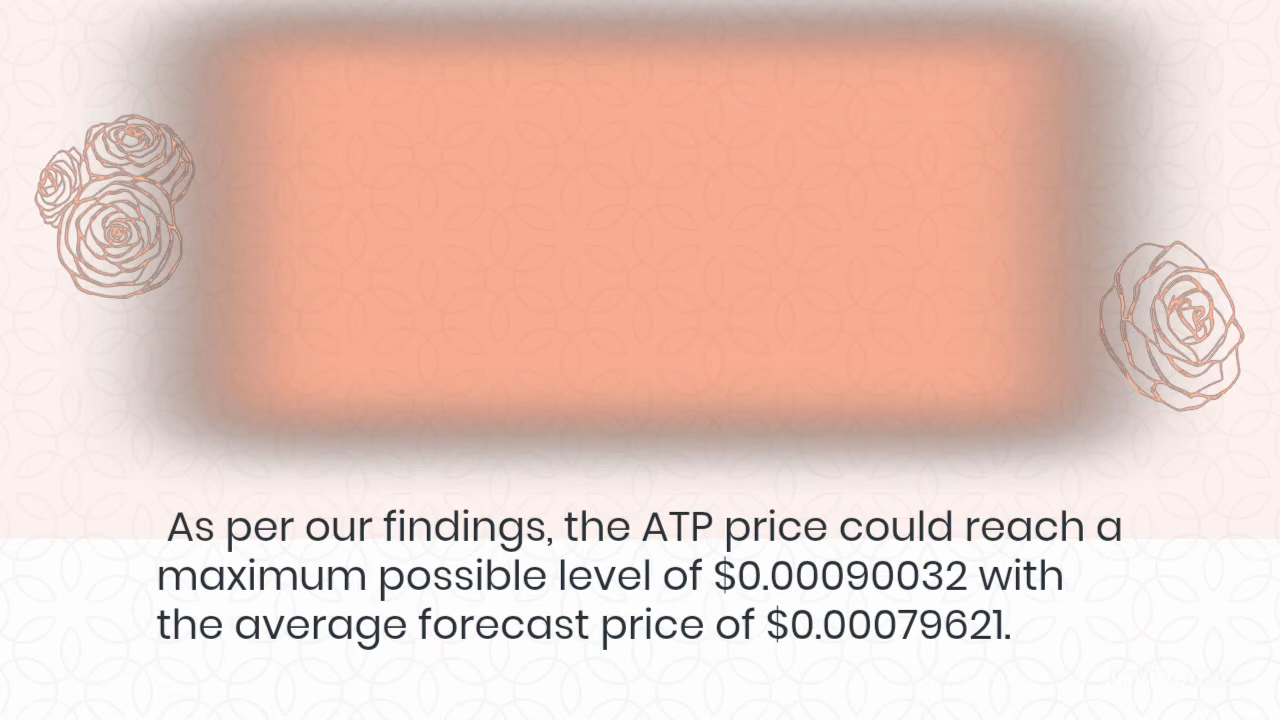 As per our findings, the ATP price could reach a
maximum possible level of $0.00090032 with
the average forecast price of $0.00079621.